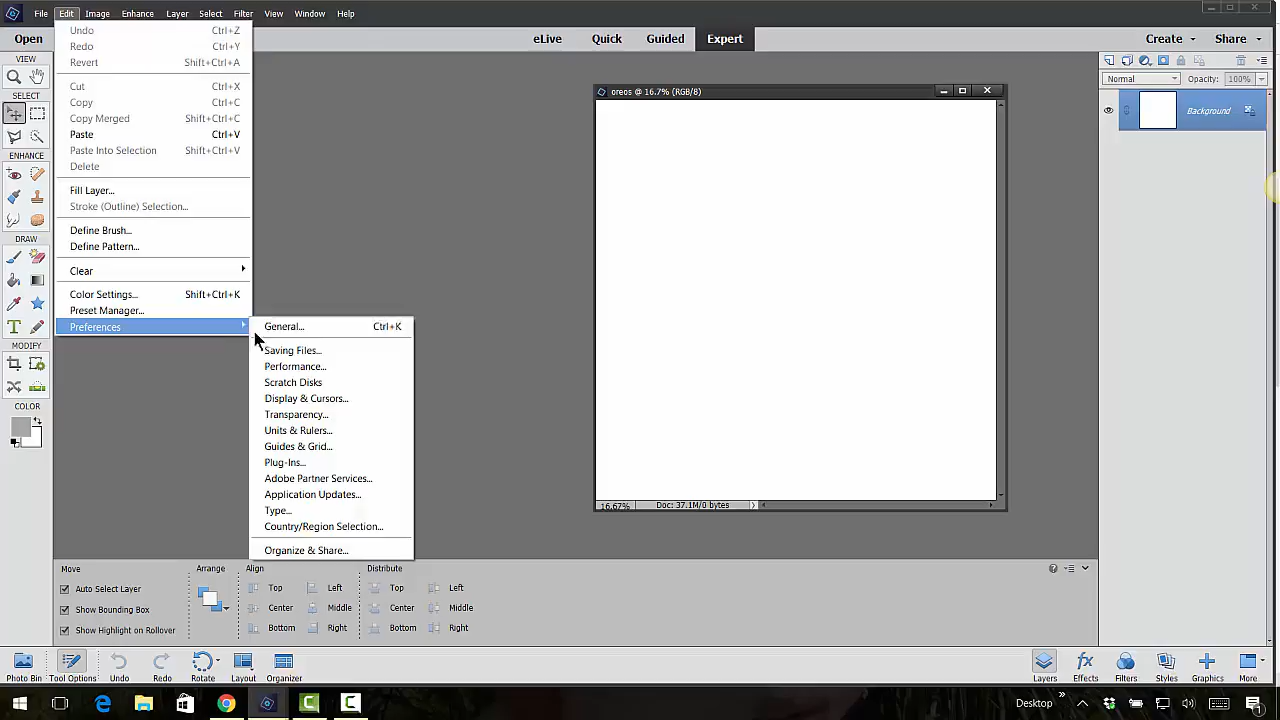 File Edit Image Enhance Layer Select Filter View Window Help
Open eLive Quick Guided Expert Create Share
VIEW
SELECT
ENHANCE
DRAW
MODIFY
COLOR
Undo Ctrl+Z
Redo Ctrl+Y
Revert Shift+Ctrl+A
Cut Ctrl+X
Copy Ctrl+C
Copy Merged Shift+Ctrl+C
Paste Ctrl+V
Paste Into Selection Shift+Ctrl+V
Delete
Fill Layer...
Stroke (Outline) Selection...
Define Brush...
Define Pattern...
Clear
Color Settings... Shift+Ctrl+K
Preset Manager...
Preferences
General... Ctrl+K
Saving Files...
Performance...
Scratch Disks
Display & Cursors...
Transparency...
Units & Rulers...
Guides & Grid...
Plug-Ins...
Adobe Partner Services...
Application Updates...
Type...
Country/Region Selection...
Organize & Share...
oreos @ 16.7% (RGB/8)
16.67% Doc: 37.1M/0 bytes
Normal Opacity: 100%
Background
Move Arrange Align Distribute
Auto Select Layer Top Left Top Left
Show Bounding Box Center Middle Center Middle
Show Highlight on Rollover Bottom Right Bottom Right
Photo Bin Tool Options Undo Redo Rotate Layout Organizer Layers Effects Filters Styles Graphics More
Desktop